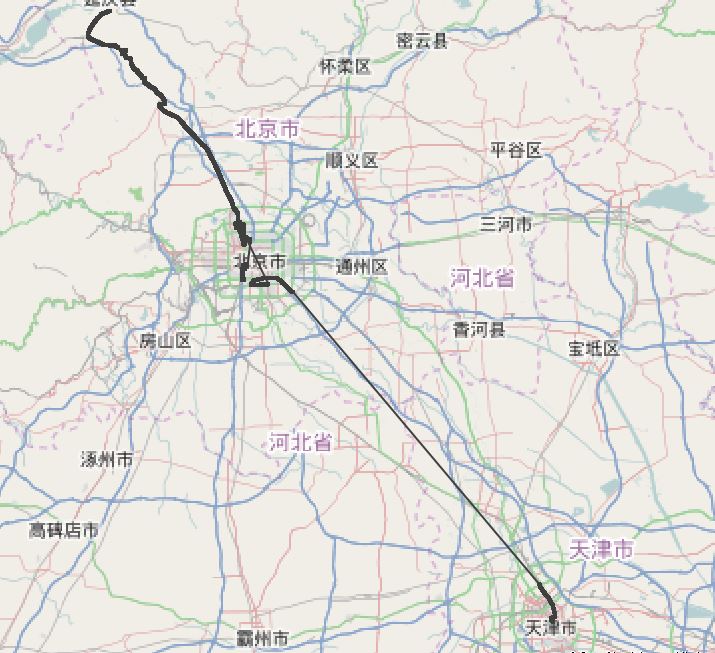 密云县
怀柔区
北京市
顺义区
平谷区
三河市
北京市
通州区
河北省
香河县
房山区
宝坻区
河北省
涿州市
高碑店市
天津市
天津市
霸州市